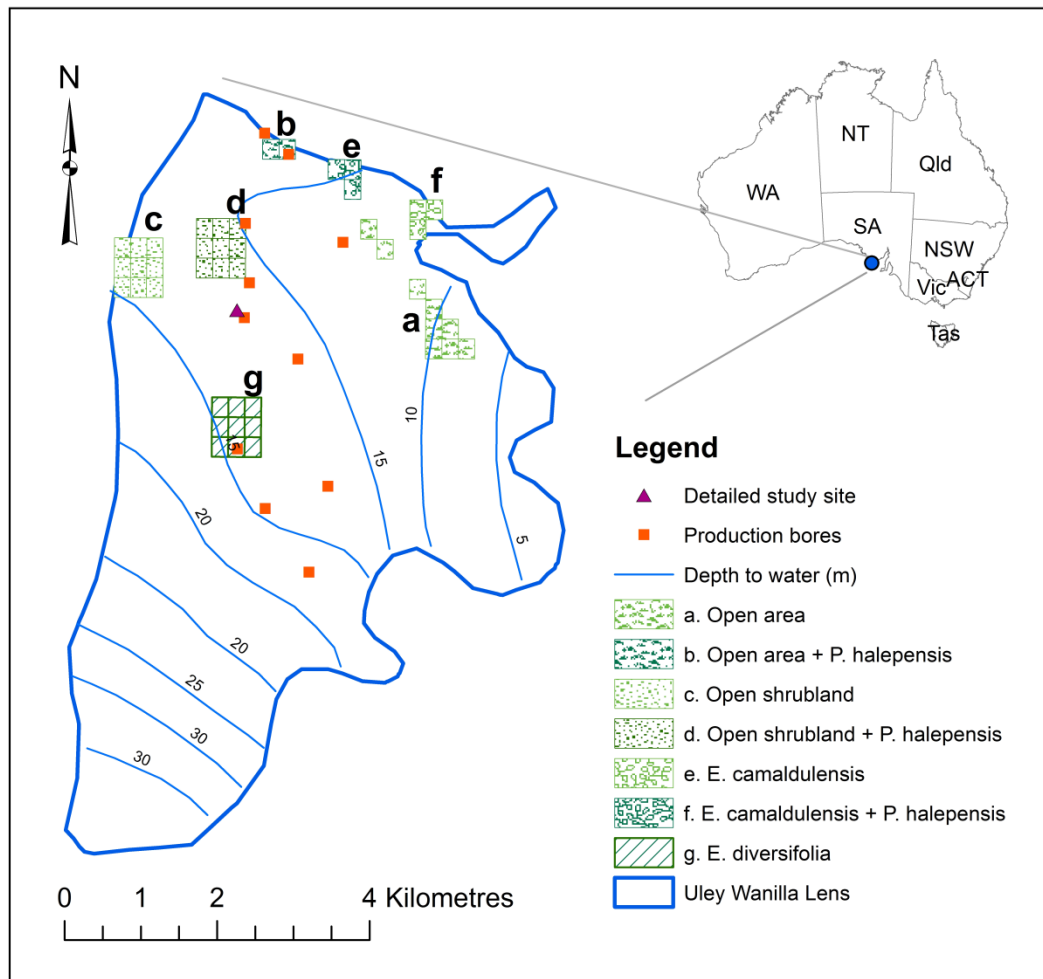 N
b
e
f
d
c
a
g
10
15
15
5
20
20
25
30
30
0 1 2 4 Kilometres
NT
Qld
WA
SA
NSW
ACT
Vic
Tas
Legend
Detailed study site
Production bores
Depth to water (m)
a. Open area
b. Open area + P. halepensis
c. Open shrubland
d. Open shrubland + P. halepensis
e. E. camaldulensis
f. E. camaldulensis + P. halepensis
g. E. diversifolia
Uley Wanilla Lens